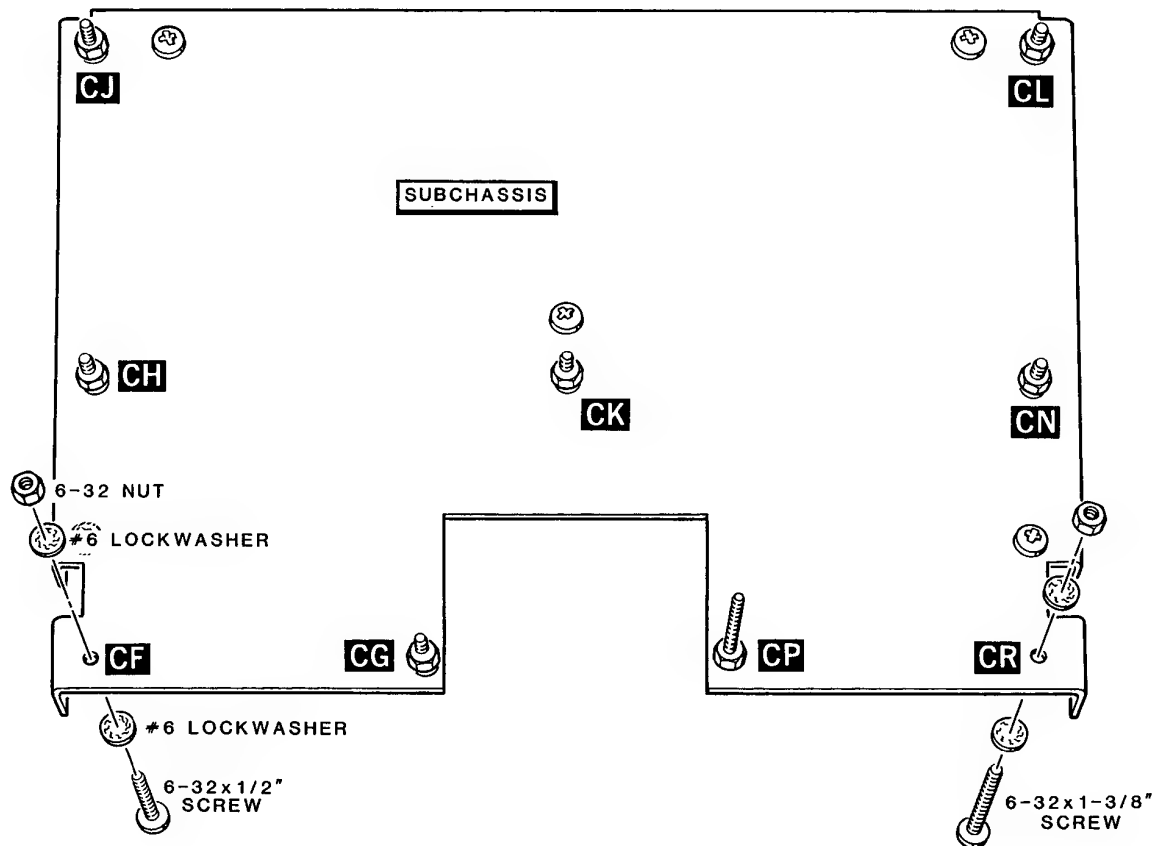 CJ
CL
SUBCHASSIS
CH
CK
CN
6-32 NUT
#6 LOCKWASHER
CF
CG
CP
CR
#6 LOCKWASHER
6-32x1/2"
SCREW
6-32x1-3/8"
SCREW